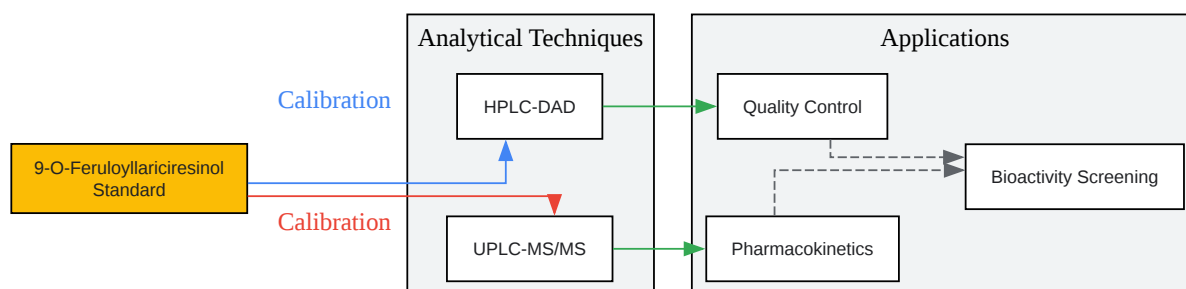 Analytical Techniques
Applications
Calibration
HPLC-DAD
Quality Control
9-O-Feruloyllariciresinol
Standard
Bioactivity Screening
Calibration
UPLC-MS/MS
Pharmacokinetics